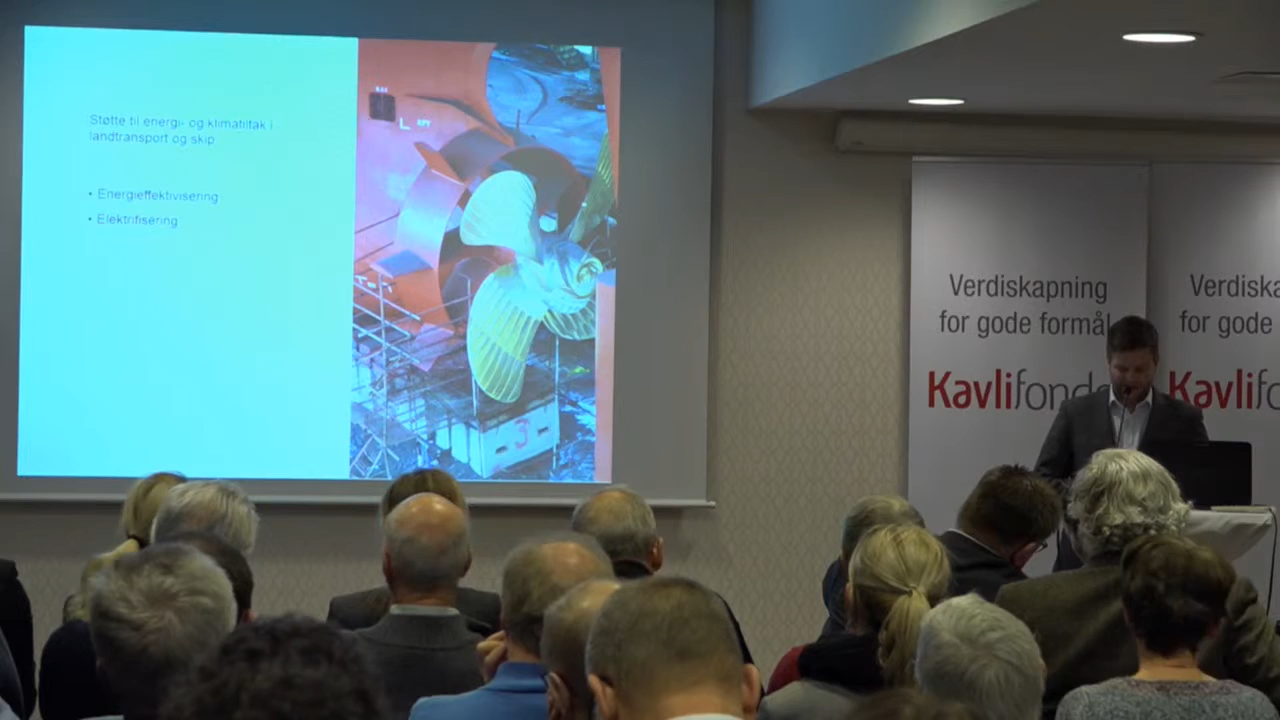 Støtte til energi- og klimatiltak i
landtransport og skip
• Energieffektivisering
• Elektrifisering
3
Verdiskapning
for gode formål
Kavlifond
Verdiska
for gode
Kavlifo